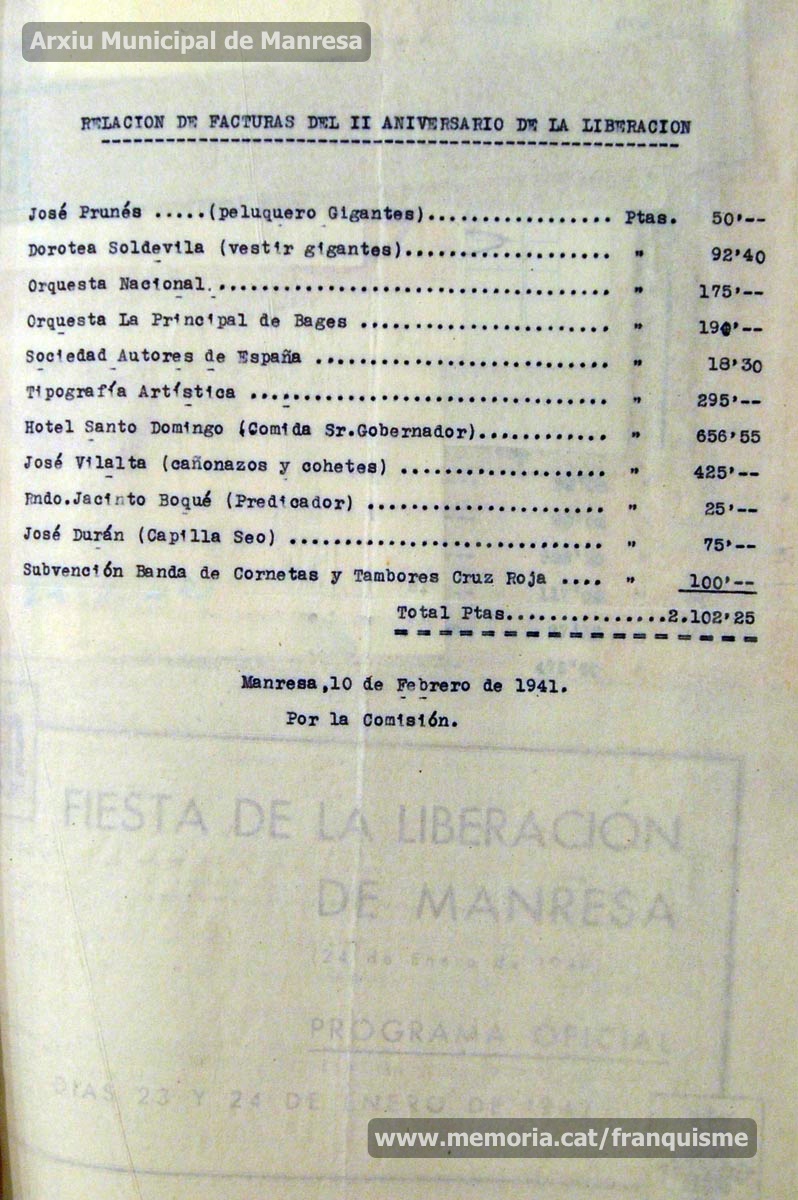 Arxiu Municipal de Manresa
RELACION DE FACTURAS DEL II ANIVERSARIO DE LA LIBERACION
José Prunés .....(peluquero Gigantes)................. Ptas. 50'--
Dorotea Soldevila (vestir gigantes)................... " 92'40
Orquesta Nacional..................................... " 175'--
Orquesta La Principal de Bages ....................... " 190'--
Sociedad Autores de España ........................... " 18'30
Tipografía Artística ................................. " 295'--
Hotel Santo Domingo (Comida Sr.Gobernador)............ " 656'55
José Vilalta (cañonazos y cohetes) ................... " 425'--
Rndo.Jacinto Boqué (Predicador) ...................... " 25'--
José Durán (Capilla Seo) ............................. " 75'--
Subvención Banda de Cornetas y Tambores Cruz Roja .... " 100'--
Total Ptas...............2.102'25
Manresa,10 de Febrero de 1941.
Por la Comisión.
FIESTA DE LA LIBERACIÓN
DE MANRESA
(24 de Enero de
PROGRAMA OFICIAL
DIAS 23 Y 24 DE ENERO DE
www.memoria.cat/franquisme